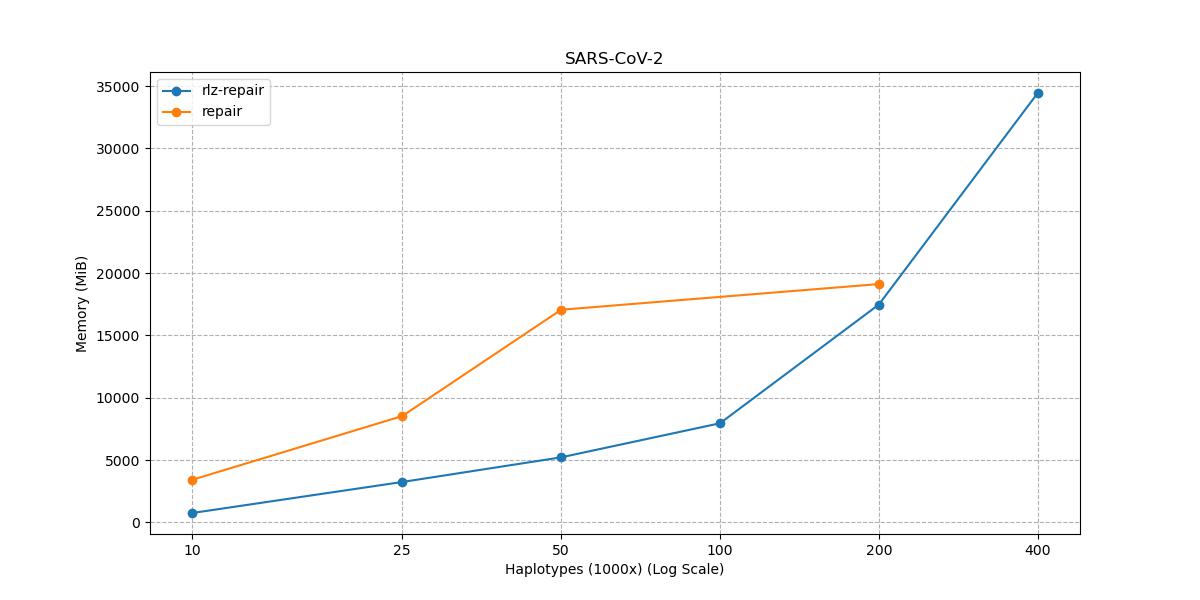 SARS-CoV-2
rlz-repair
repair
35000
30000
25000
20000
15000
10000
5000
0
Memory (MiB)
10 25 50 100 200 400
Haplotypes (1000x) (Log Scale)